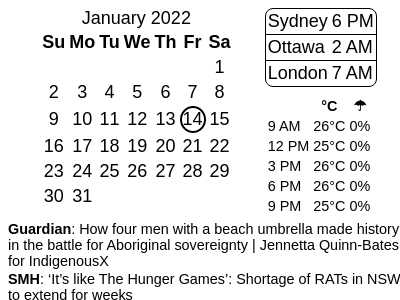 January 2022
Su Mo Tu We Th Fr Sa
1
2 3 4 5 6 7 8
9 10 11 12 13 14 15
16 17 18 19 20 21 22
23 24 25 26 27 28 29
30 31
Sydney 6 PM
Ottawa 2 AM
London 7 AM
°C ☂
9 AM 26°C 0%
12 PM 25°C 0%
3 PM 26°C 0%
6 PM 26°C 0%
9 PM 25°C 0%
Guardian: How four men with a beach umbrella made history
in the battle for Aboriginal sovereignty | Jennetta Quinn-Bates
for IndigenousX
SMH: ‘It’s like The Hunger Games’: Shortage of RATs in NSW
to extend for weeks